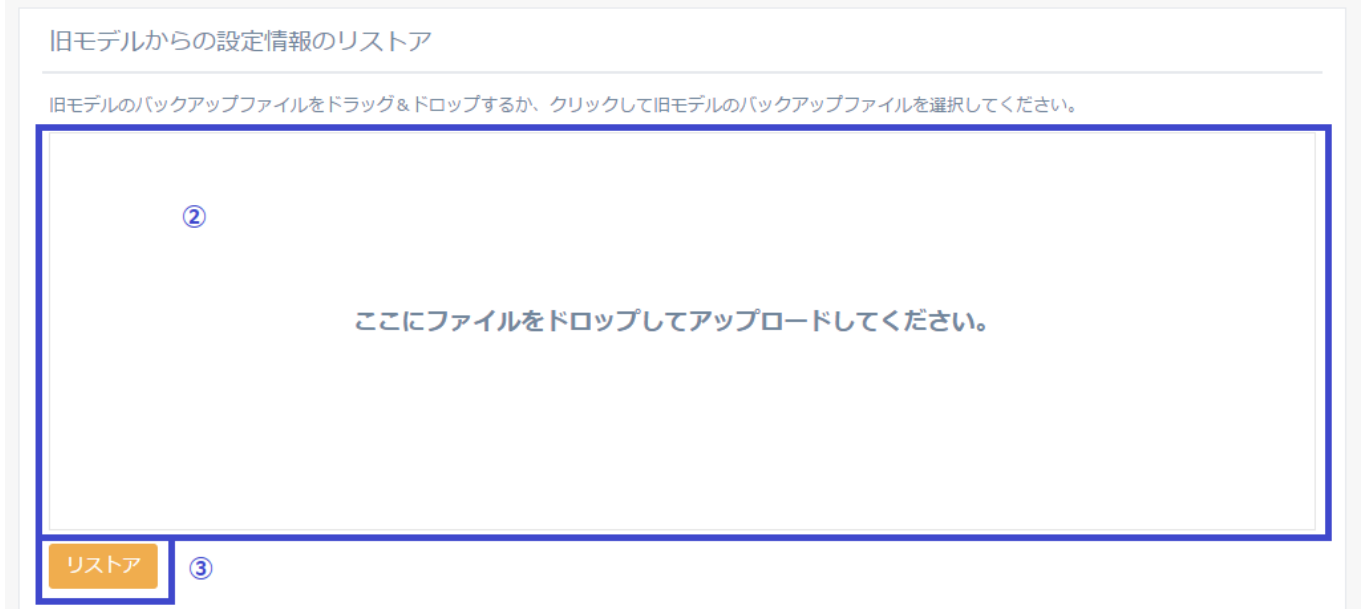 旧モデルからの設定情報のリストア
旧モデルのバックアップファイルをドラッグ&ドロップするか、クリックして旧モデルのバックアップファイルを選択してください。
②
ここにファイルをドロップしてアップロードしてください。
リストア
③